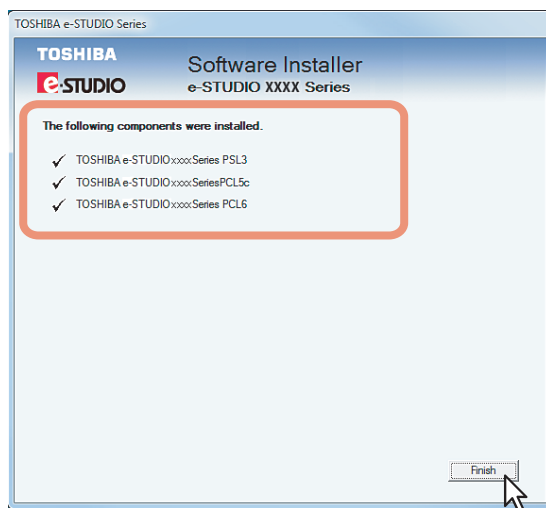 TOSHIBA e-STUDIO Series
TOSHIBA
e-STUDIO
Software Installer
e-STUDIO XXXX Series
The following components were installed.
✓ TOSHIBA e-STUDIOxxxxSeries PSL3
✓ TOSHIBA e-STUDIOxxxxSeriesPCL5c
✓ TOSHIBA e-STUDIOxxxxSeries PCL6
Finish